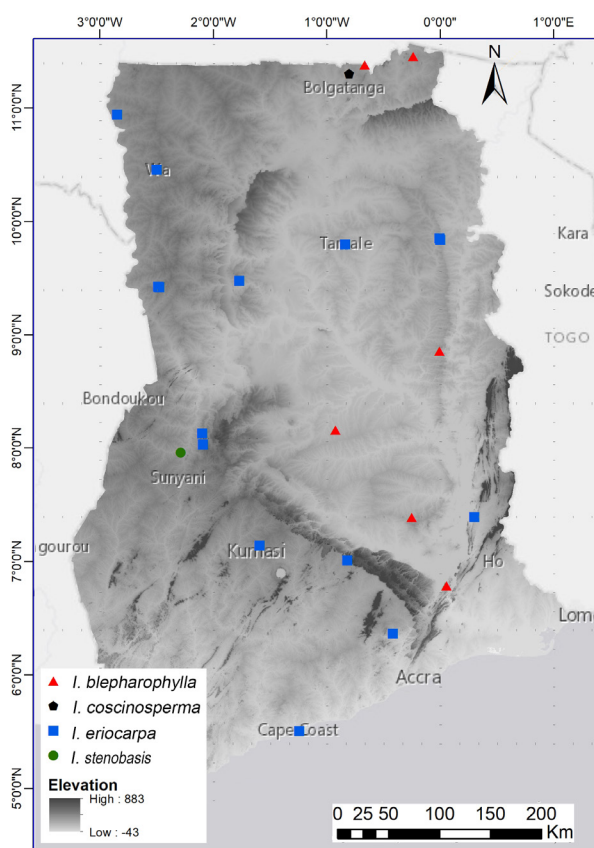 3°0'0"W 2°0'0"W 1°0'0"W 0°0'0" 1°0'0"E
N
Bolgatanga
11°0'0"N
Wa
10°0'0"N
Tamale
Kara
Sokode
9°0'0"N
TOGO
Bondoukou
8°0'0"N
Sunyani
ngourou
Kumasi
7°0'0"N
Ho
Lom
6°0'0"N
Accra
I. blepharophylla
I. coscinosperma
I. eriocarpa
Cape Coast
I. stenobasis
Elevation
High : 883
5°0'0"N
Low : -43
0 25 50 100 150 200
Km